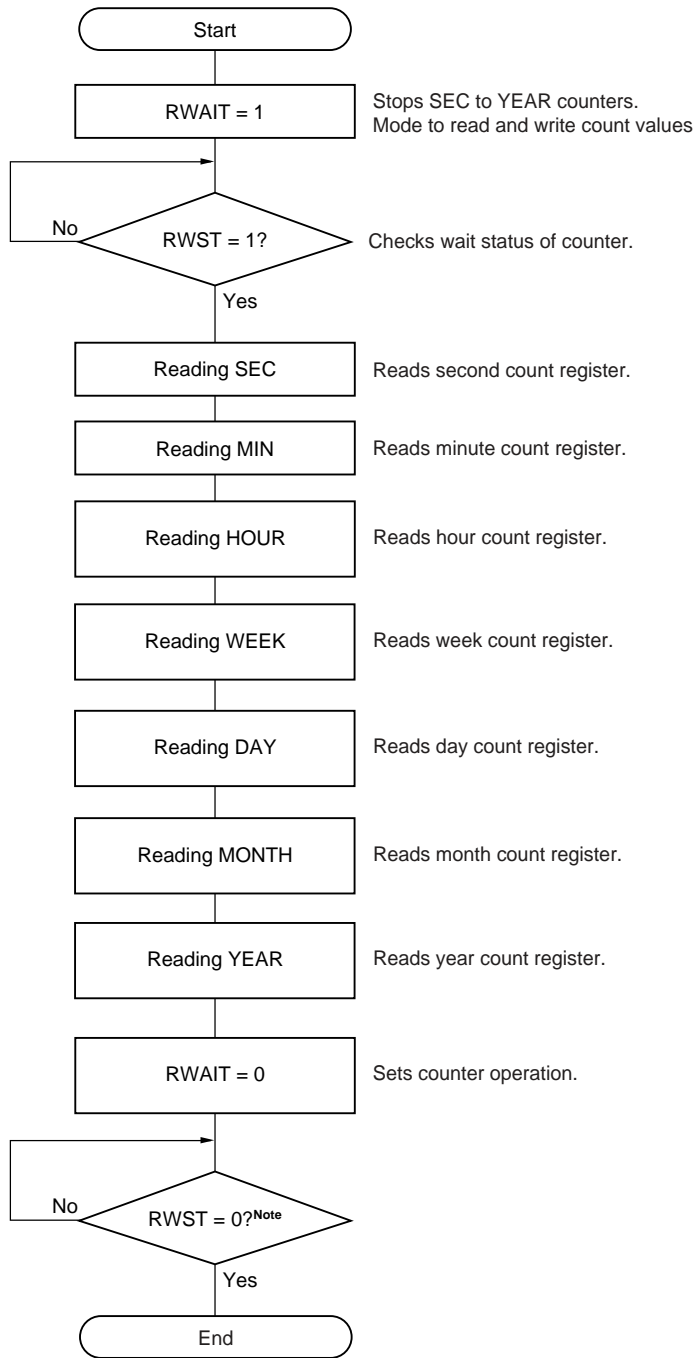 Start
RWAIT = 1
Stops SEC to YEAR counters.
Mode to read and write count values
No
RWST = 1?
Checks wait status of counter.
Yes
Reading SEC
Reads second count register.
Reading MIN
Reads minute count register.
Reading HOUR
Reads hour count register.
Reading WEEK
Reads week count register.
Reading DAY
Reads day count register.
Reading MONTH
Reads month count register.
Reading YEAR
Reads year count register.
RWAIT = 0
Sets counter operation.
No
RWST = 0?Note
Yes
End